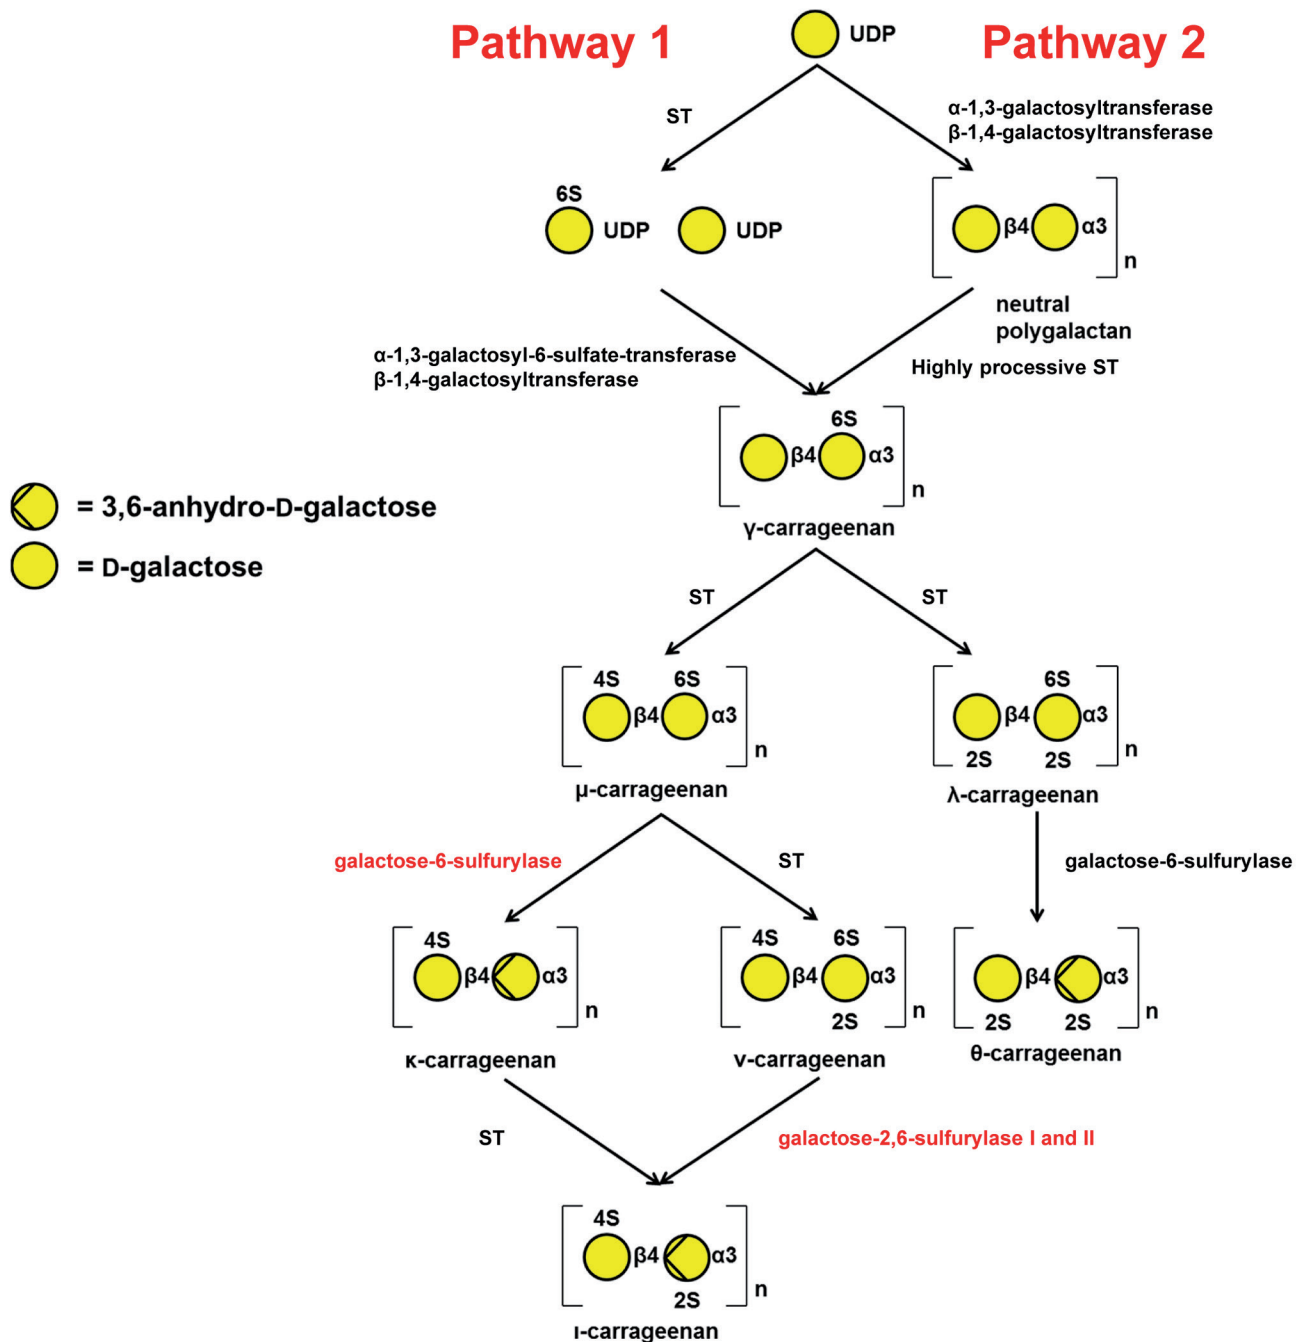 Pathway 1
UDP
Pathway 2
ST
α-1,3-galactosyltransferase
β-1,4-galactosyltransferase
6S
UDP
UDP
β4
α3
n
neutral
polygalactan
α-1,3-galactosyl-6-sulfate-transferase
β-1,4-galactosyltransferase
Highly processive ST
6S
β4
α3
n
γ-carrageenan
= 3,6-anhydro-D-galactose
= D-galactose
ST
ST
4S
6S
β4
α3
n
μ-carrageenan
6S
β4
α3
2S
2S
n
λ-carrageenan
galactose-6-sulfurylase
ST
galactose-6-sulfurylase
4S
β4
α3
n
κ-carrageenan
4S
6S
β4
α3
2S
n
ν-carrageenan
β4
α3
2S
2S
n
θ-carrageenan
ST
galactose-2,6-sulfurylase I and II
4S
β4
α3
2S
n
ι-carrageenan